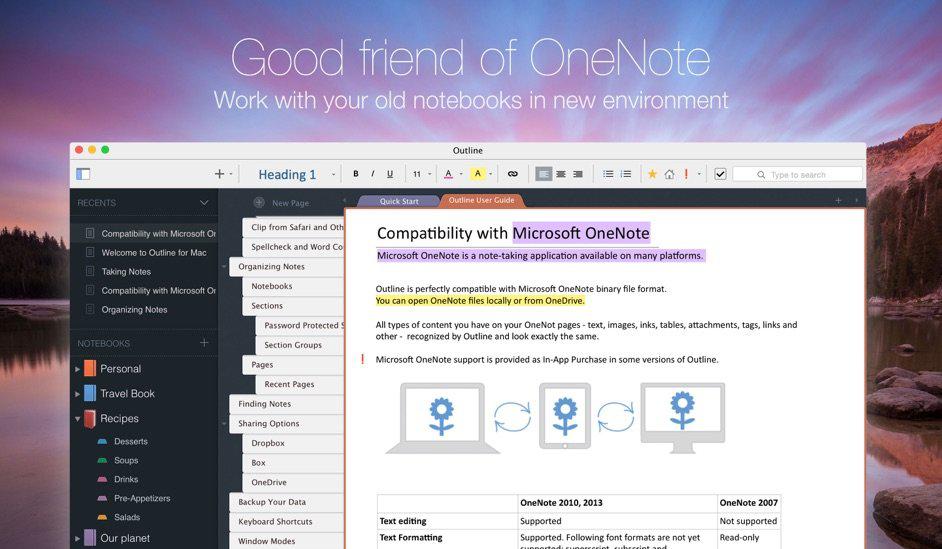 Good friend of OneNote
Work with your old notebooks in new environment
Outline
Heading 1
B I U
11
A
A
Type to search
RECENTS
Compatibility with Microsoft Or
Welcome to Outline for Mac
Taking Notes
Compatibility with Microsoft Or
Organizing Notes
NOTEBOOKS
Personal
Travel Book
Recipes
Desserts
Soups
Drinks
Pre-Appetizers
Salads
Our planet
New Page
Clip from Safari and Oth
Spellcheck and Word Co
Organizing Notes
Notebooks
Sections
Password Protected S
Section Groups
Pages
Recent Pages
Finding Notes
Sharing Options
Dropbox
Box
OneDrive
Backup Your Data
Keyboard Shortcuts
Window Modes
Quick Start
Outline User Guide
Compatibility with Microsoft OneNote
Microsoft OneNote is a note-taking application available on many platforms.
Outline is perfectly compatible with Microsoft OneNote binary file format.
You can open OneNote files locally or from OneDrive.
All types of content you have on your OneNot pages - text, images, inks, tables, attachments, tags, links and
other - recognized by Outline and look exactly the same.
! Microsoft OneNote support is provided as In-App Purchase in some versions of Outline.
OneNote 2010, 2013 OneNote 2007
Text editing Supported Not supported
Text Formatting Supported. Following font formats are not yet Read-only
supported: superscript, subscript and